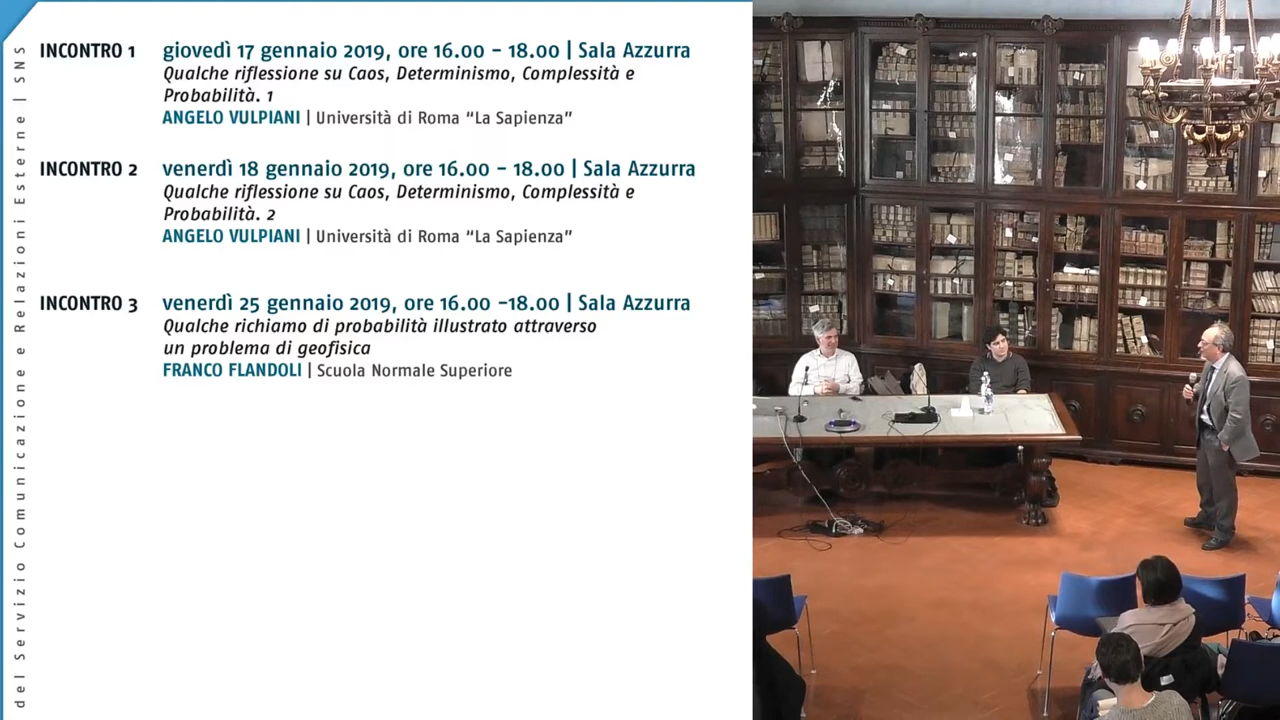 del Servizio Comunicazione e Relazioni Esterne | SNS
INCONTRO 1 giovedì 17 gennaio 2019, ore 16.00 – 18.00 | Sala Azzurra
Qualche riflessione su Caos, Determinismo, Complessità e
Probabilità. 1
ANGELO VULPIANI | Università di Roma “La Sapienza”
INCONTRO 2 venerdì 18 gennaio 2019, ore 16.00 – 18.00 | Sala Azzurra
Qualche riflessione su Caos, Determinismo, Complessità e
Probabilità. 2
ANGELO VULPIANI | Università di Roma “La Sapienza”
INCONTRO 3 venerdì 25 gennaio 2019, ore 16.00 –18.00 | Sala Azzurra
Qualche richiamo di probabilità illustrato attraverso
un problema di geofisica
FRANCO FLANDOLI | Scuola Normale Superiore